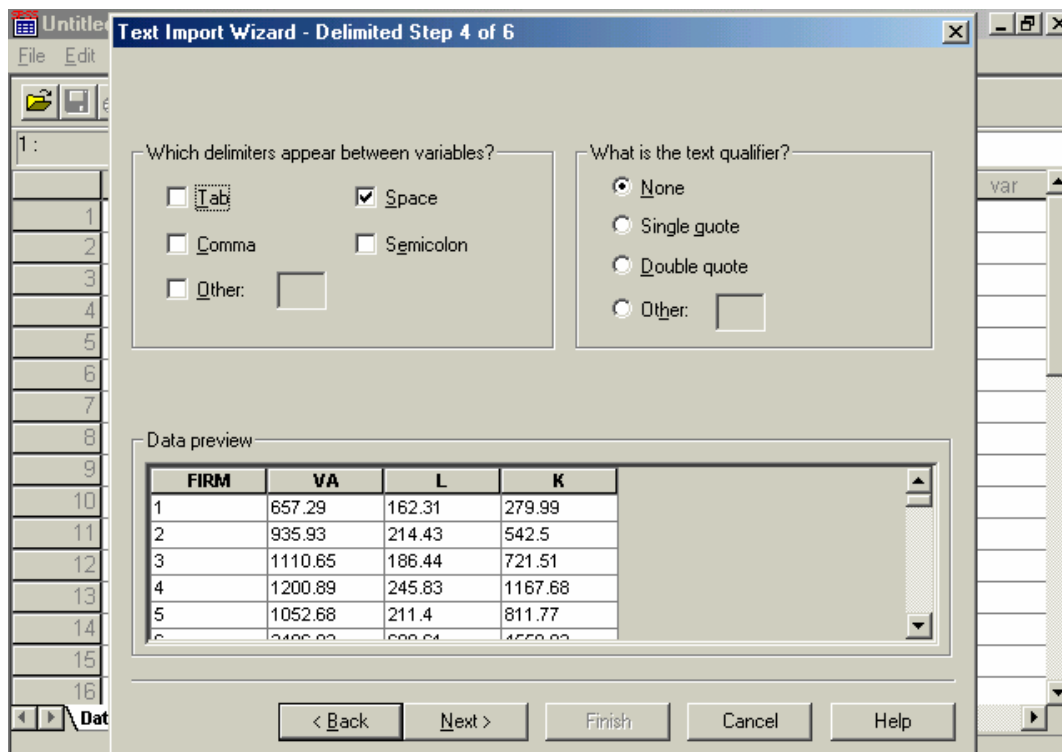 SPSS
Untitled
Text Import Wizard - Delimited Step 4 of 6
File Edit
1 :
Which delimiters appear between variables?
What is the text qualifier?
Tab
Space
None
Comma
Semicolon
Single quote
Other:
Double quote
Other:
var
1
2
3
4
5
6
7
8
9
10
11
12
13
14
15
16
Data preview
FIRM VA L K
1 657.29 162.31 279.99
2 935.93 214.43 542.5
3 1110.65 186.44 721.51
4 1200.89 245.83 1167.68
5 1052.68 211.4 811.77
Dat
< Back
Next >
Finish
Cancel
Help